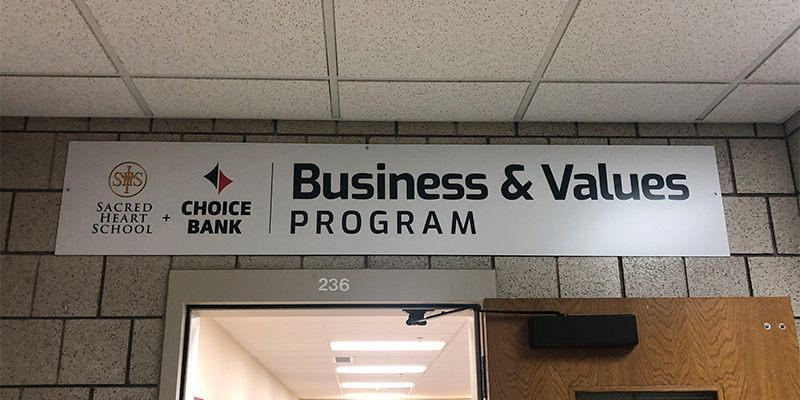 SHS
SACRED
HEART
SCHOOL
+
CHOICE
BANK
Business & Values
PROGRAM
236